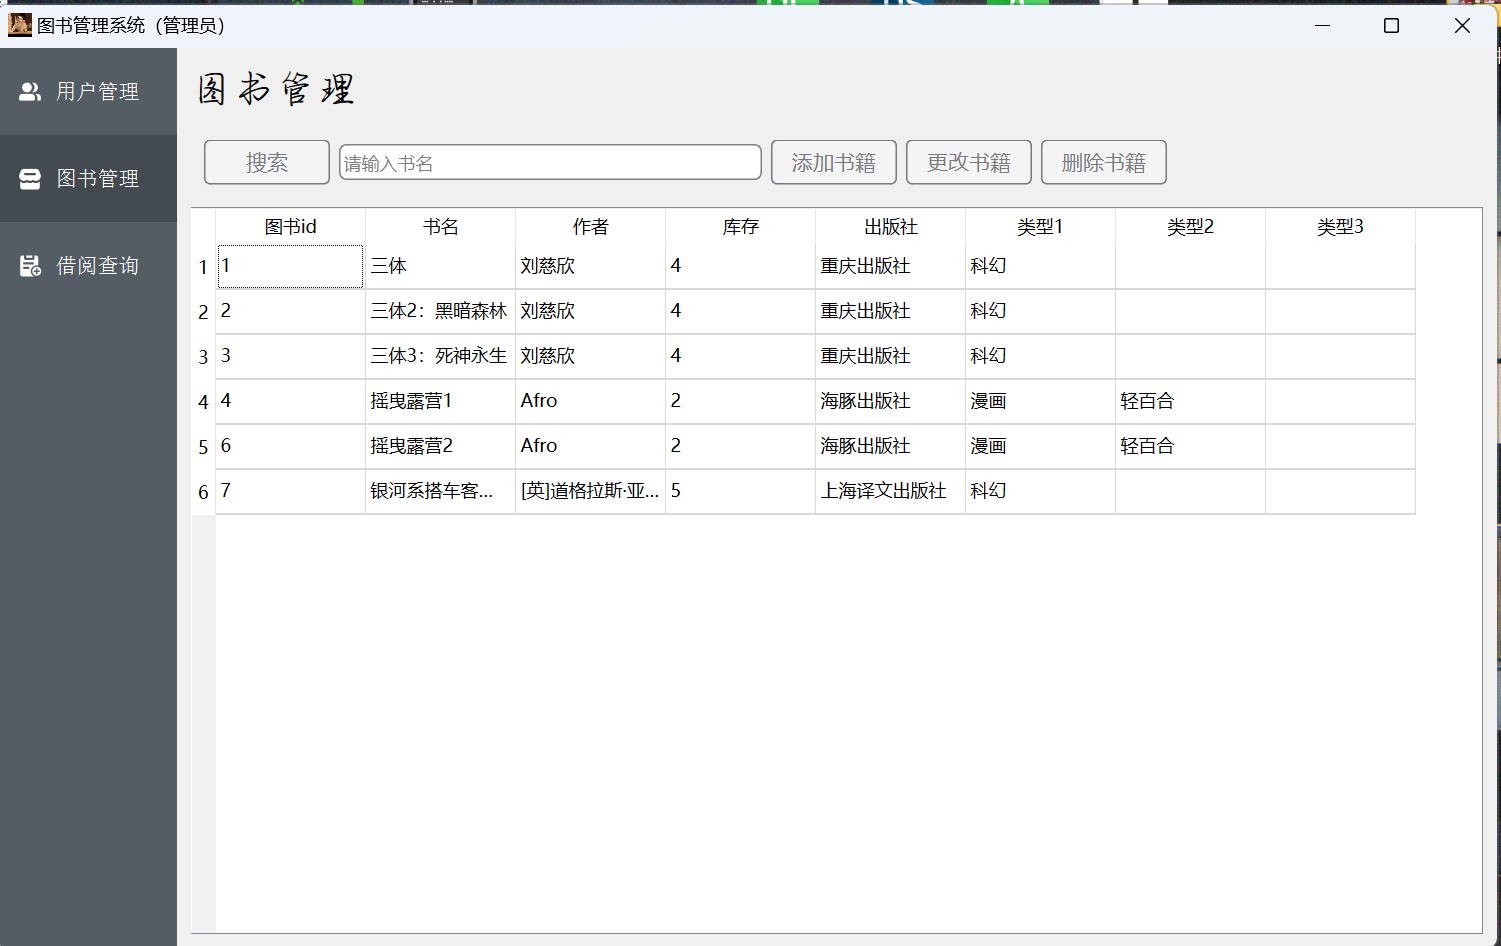 图书管理系统（管理员）
用户管理
图书管理
借阅查询
图书管理
搜索 请输入书名 添加书籍 更改书籍 删除书籍
图书id 书名 作者 库存 出版社 类型1 类型2 类型3
1 1 三体 刘慈欣 4 重庆出版社 科幻
2 2 三体2：黑暗森林 刘慈欣 4 重庆出版社 科幻
3 3 三体3：死神永生 刘慈欣 4 重庆出版社 科幻
4 4 摇曳露营1 Afro 2 海豚出版社 漫画 轻百合
5 6 摇曳露营2 Afro 2 海豚出版社 漫画 轻百合
6 7 银河系搭车客... [英]道格拉斯·亚... 5 上海译文出版社 科幻